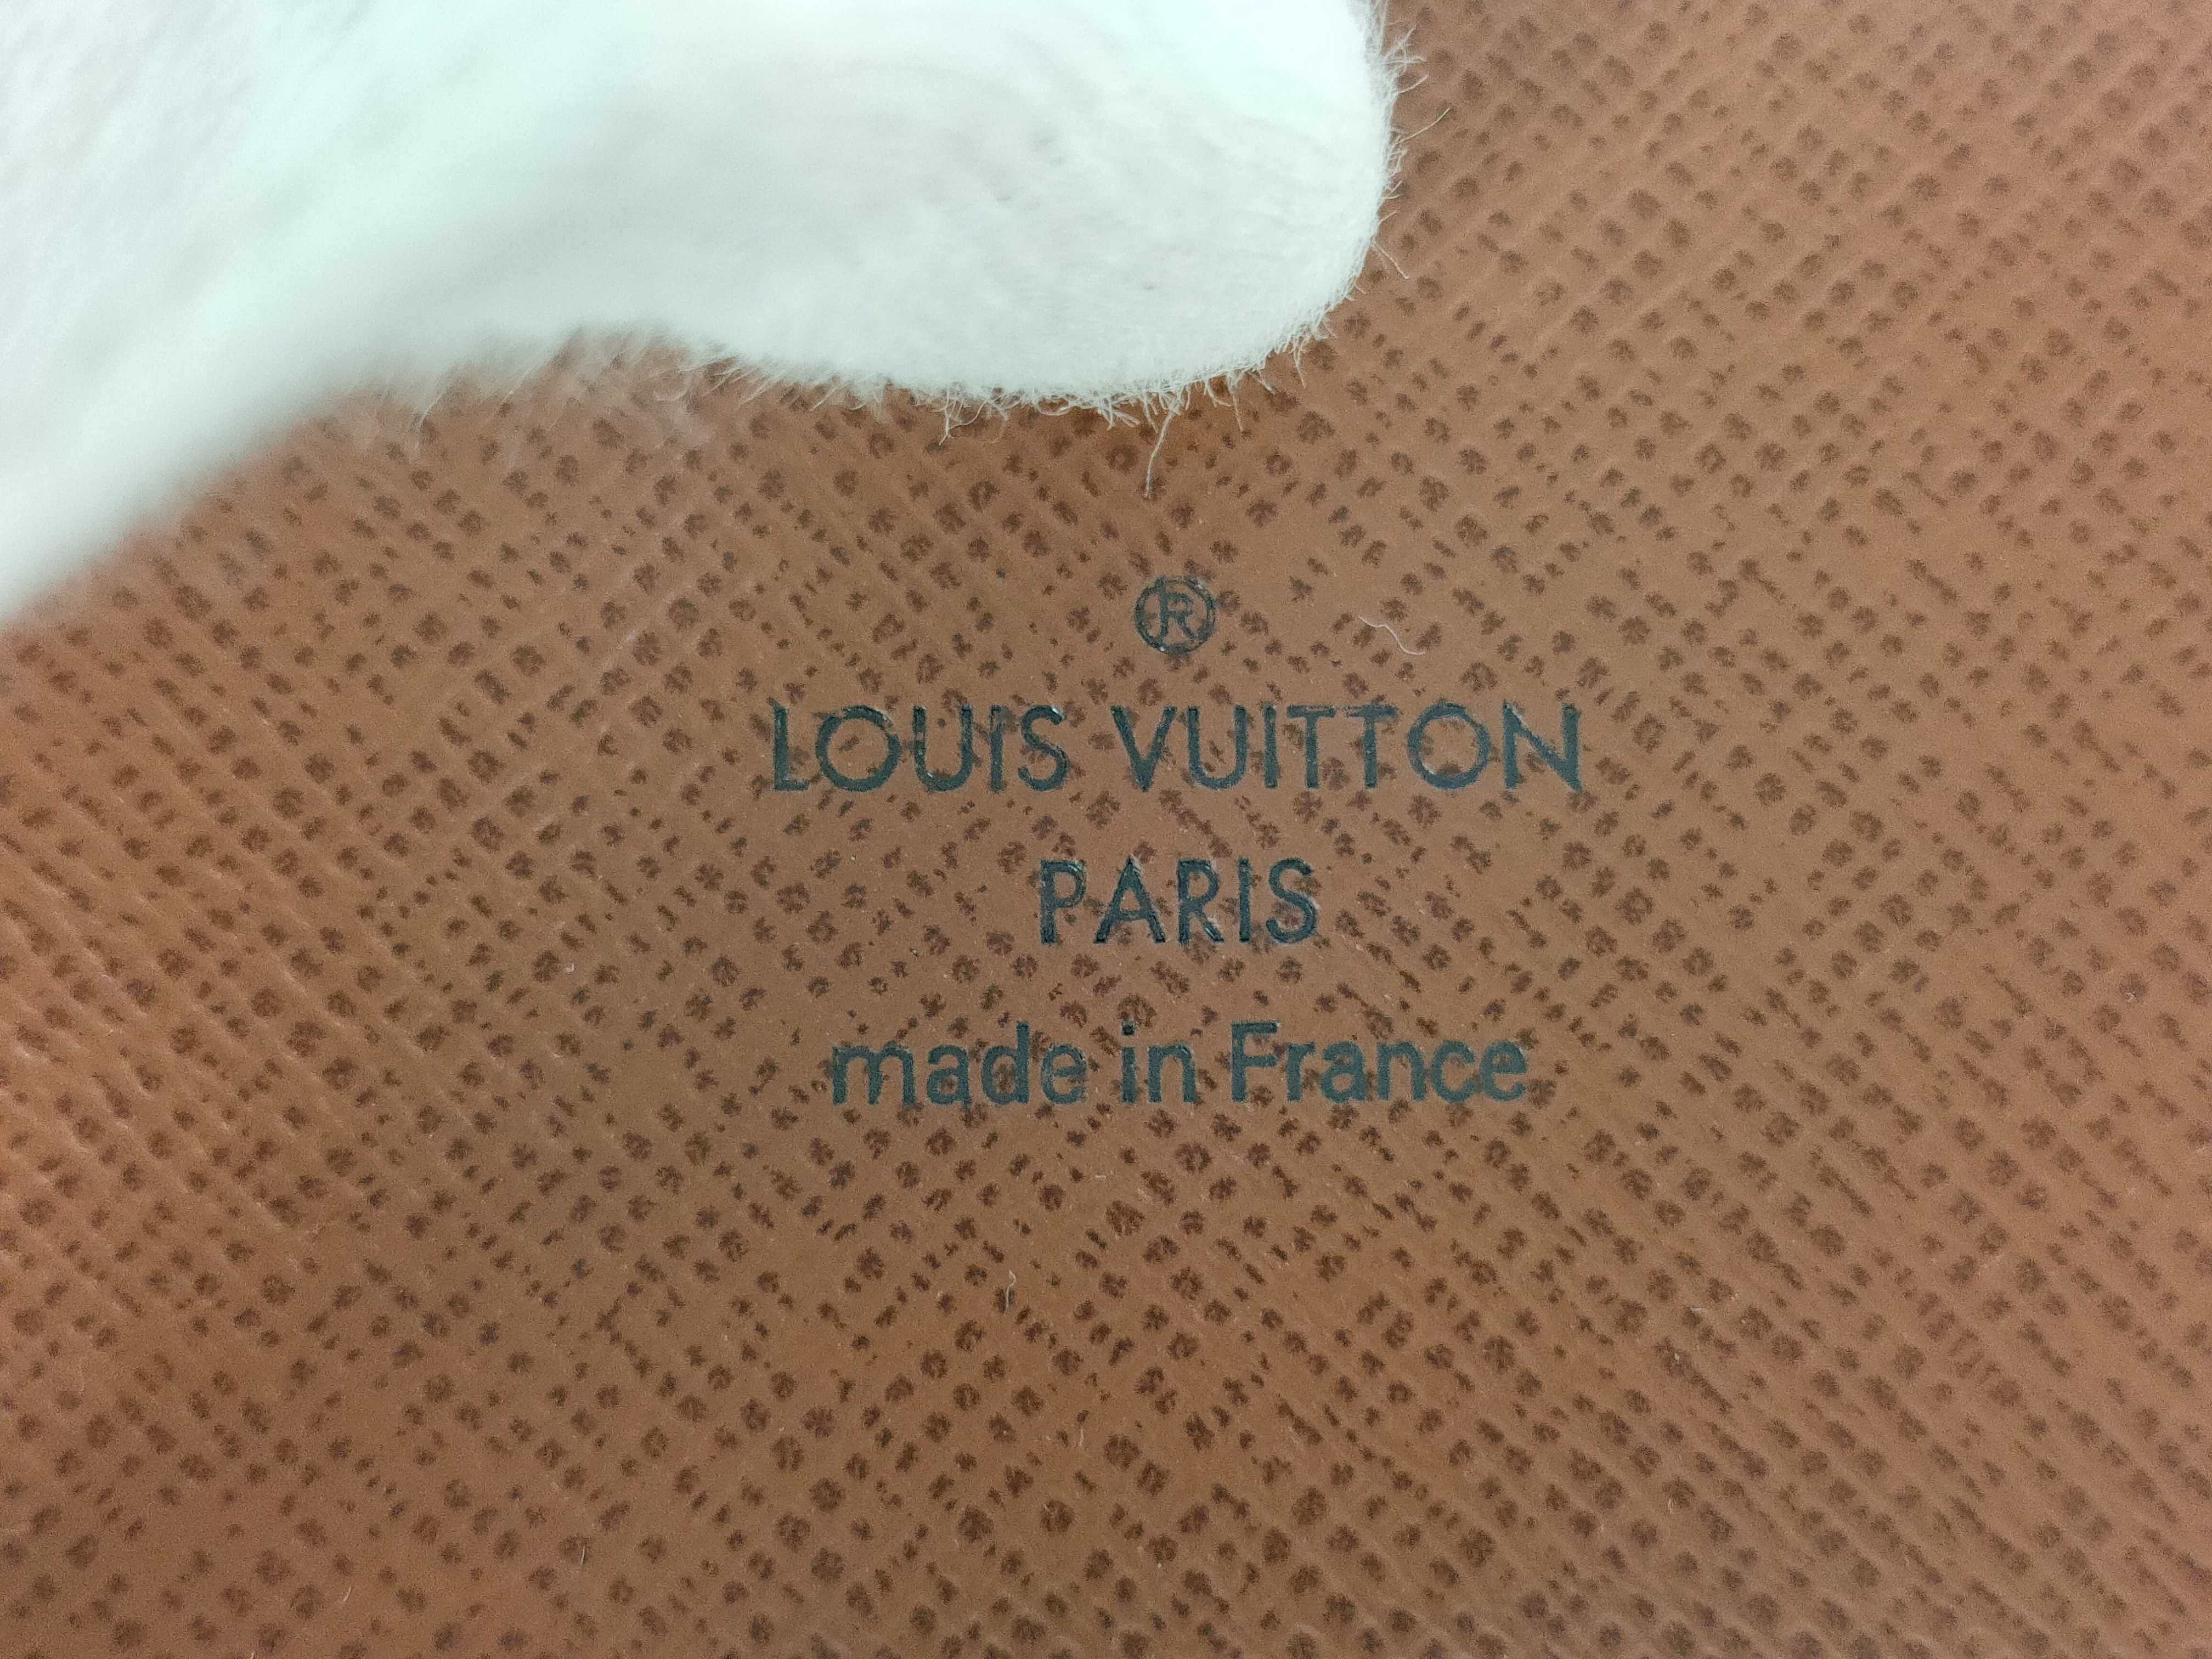 ®
LOUIS VUITTON
PARIS
made in France